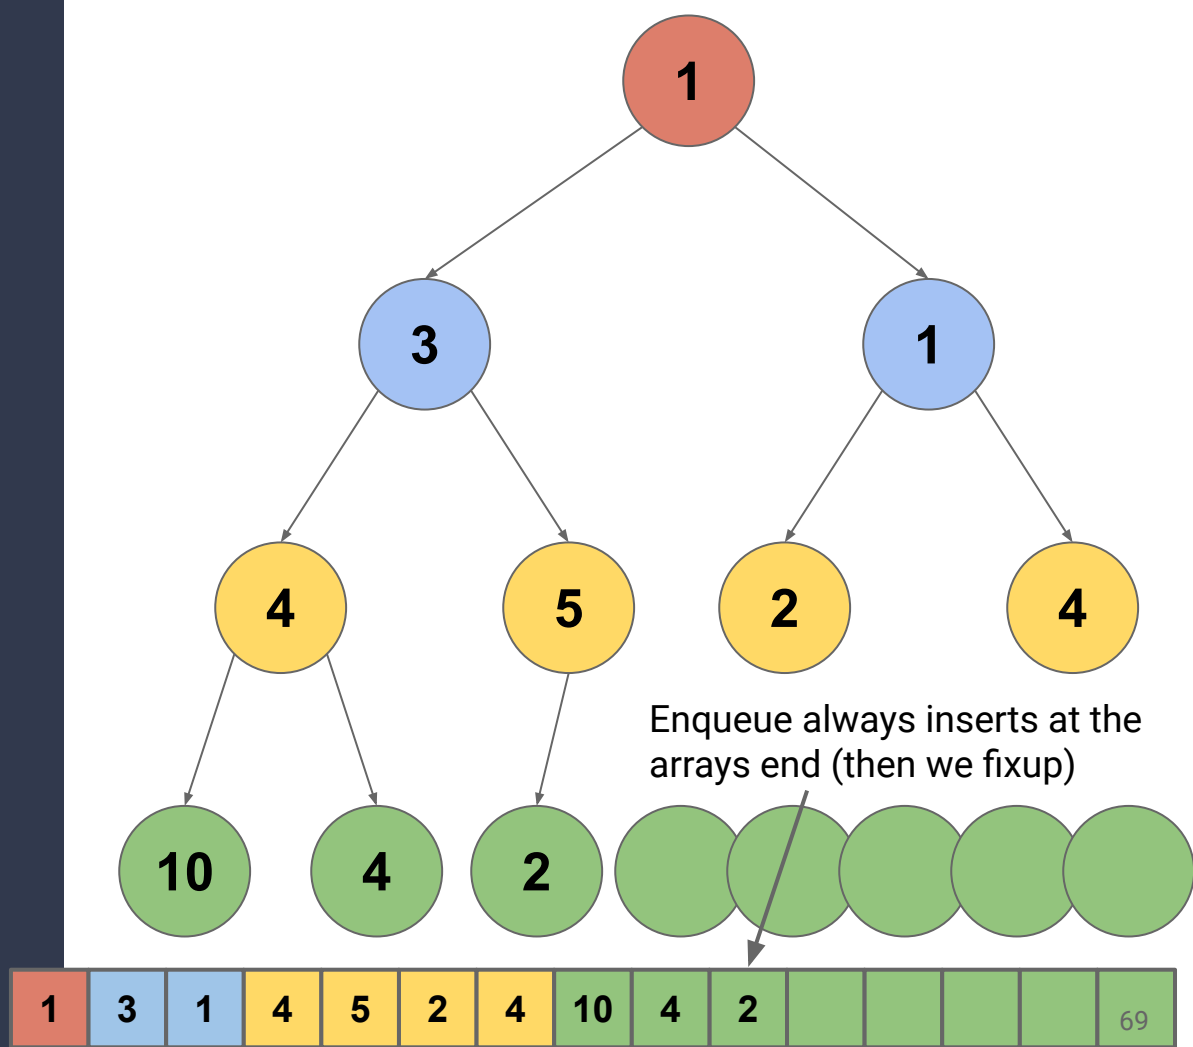 1
3 1
4 5 2 4
Enqueue always inserts at the
arrays end (then we fixup)
10 4 2
1 3 1 4 5 2 4 10 4 2 69